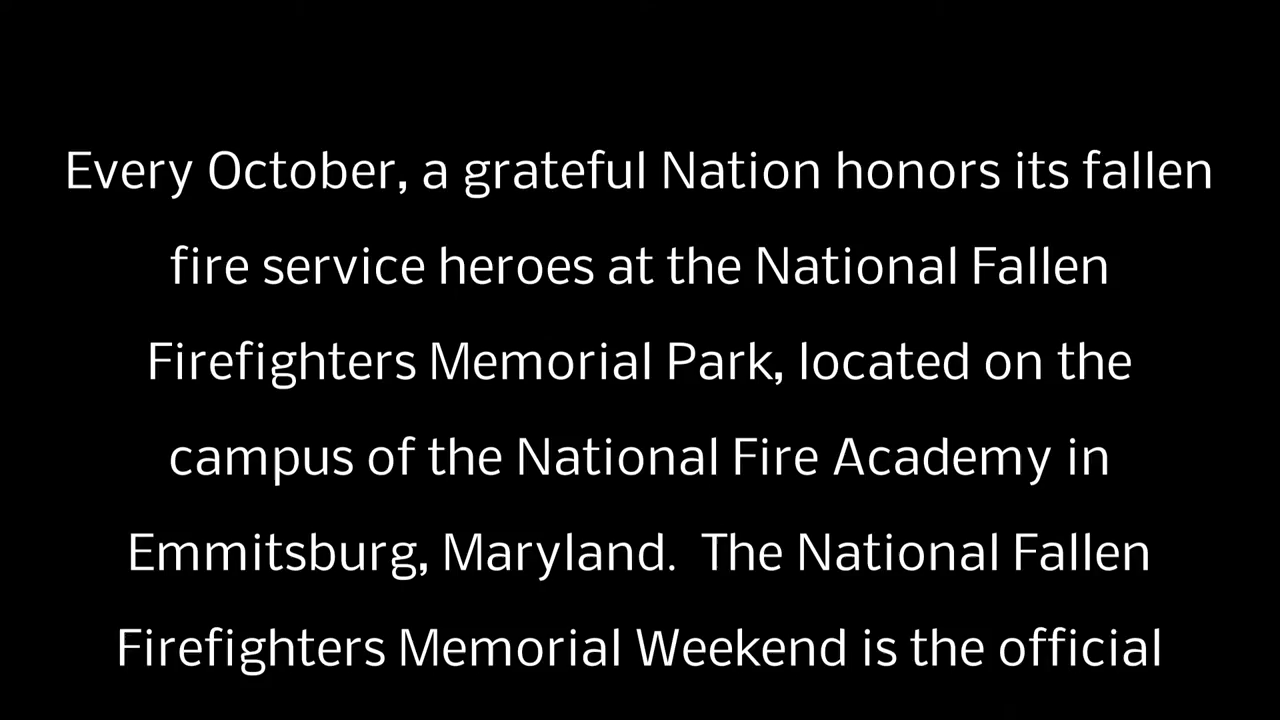 Every October, a grateful Nation honors its fallen
fire service heroes at the National Fallen
Firefighters Memorial Park, located on the
campus of the National Fire Academy in
Emmitsburg, Maryland.  The National Fallen
Firefighters Memorial Weekend is the official